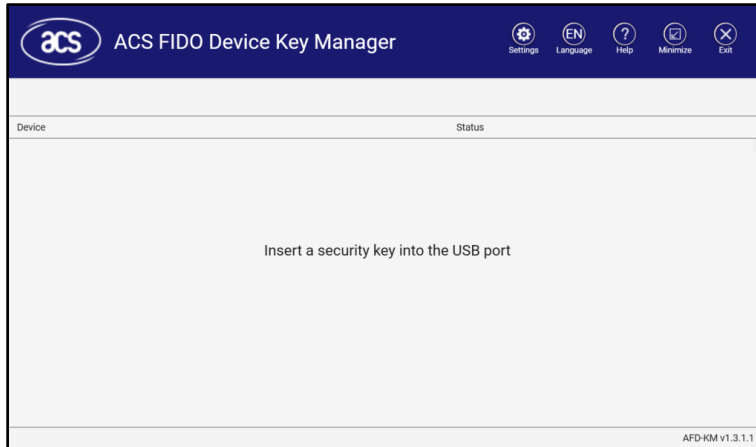 acs ACS FIDO Device Key Manager
Settings EN Language ? Help Minimize Exit
Device Status
Insert a security key into the USB port
AFD-KM v1.3.1.1